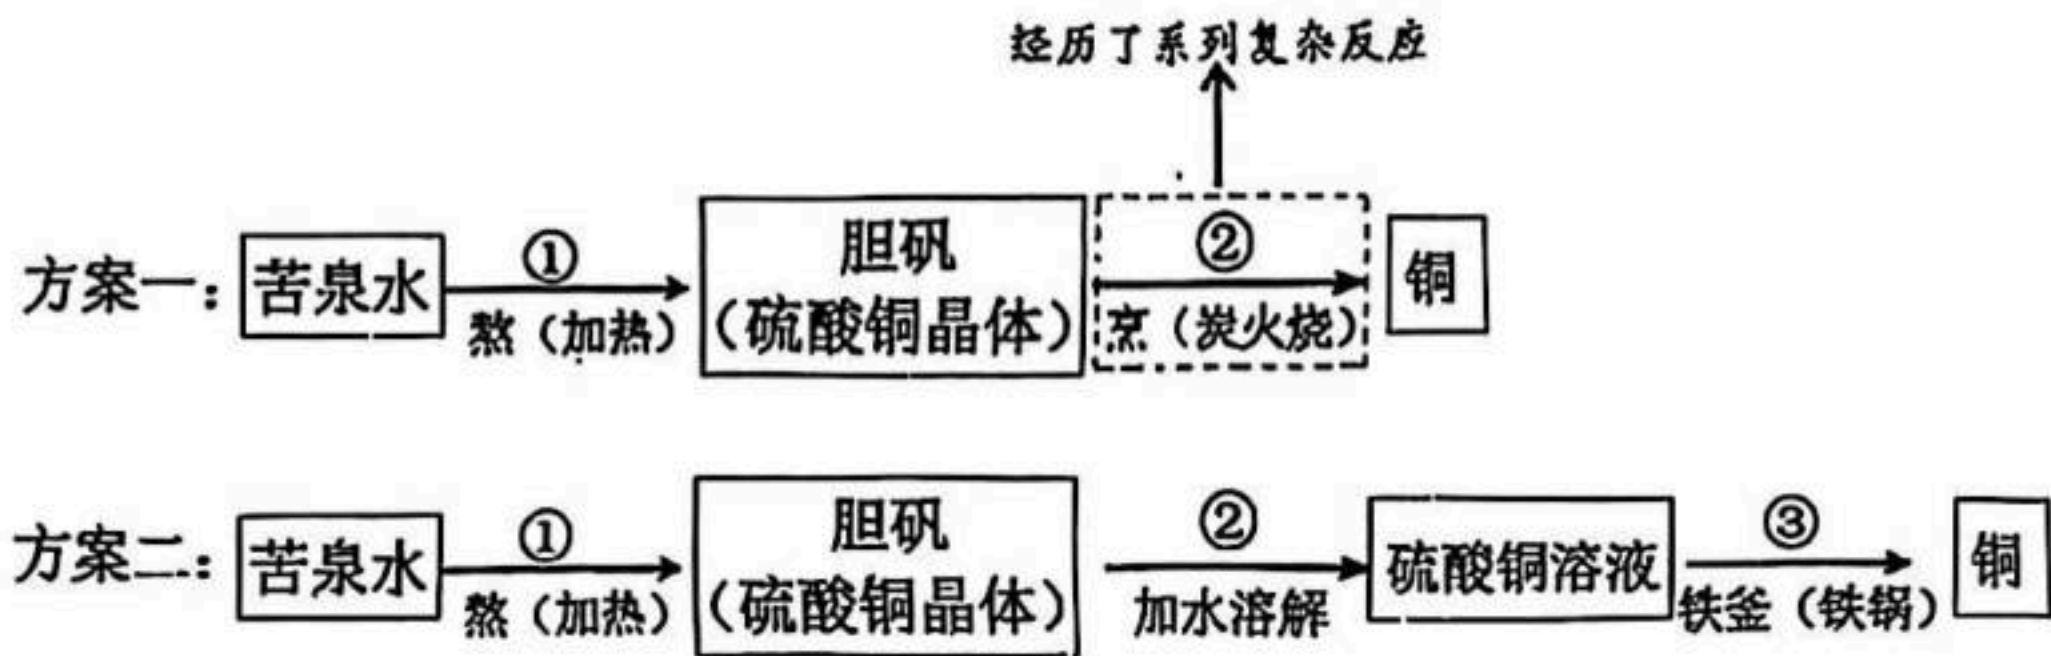 经历了系列复杂反应
方案一：苦泉水 ① 熬（加热） 胆矾（硫酸铜晶体） ② 烹（炭火烧） 铜
方案二：苦泉水 ① 熬（加热） 胆矾（硫酸铜晶体） ② 加水溶解 硫酸铜溶液 ③ 铁釜（铁锅） 铜